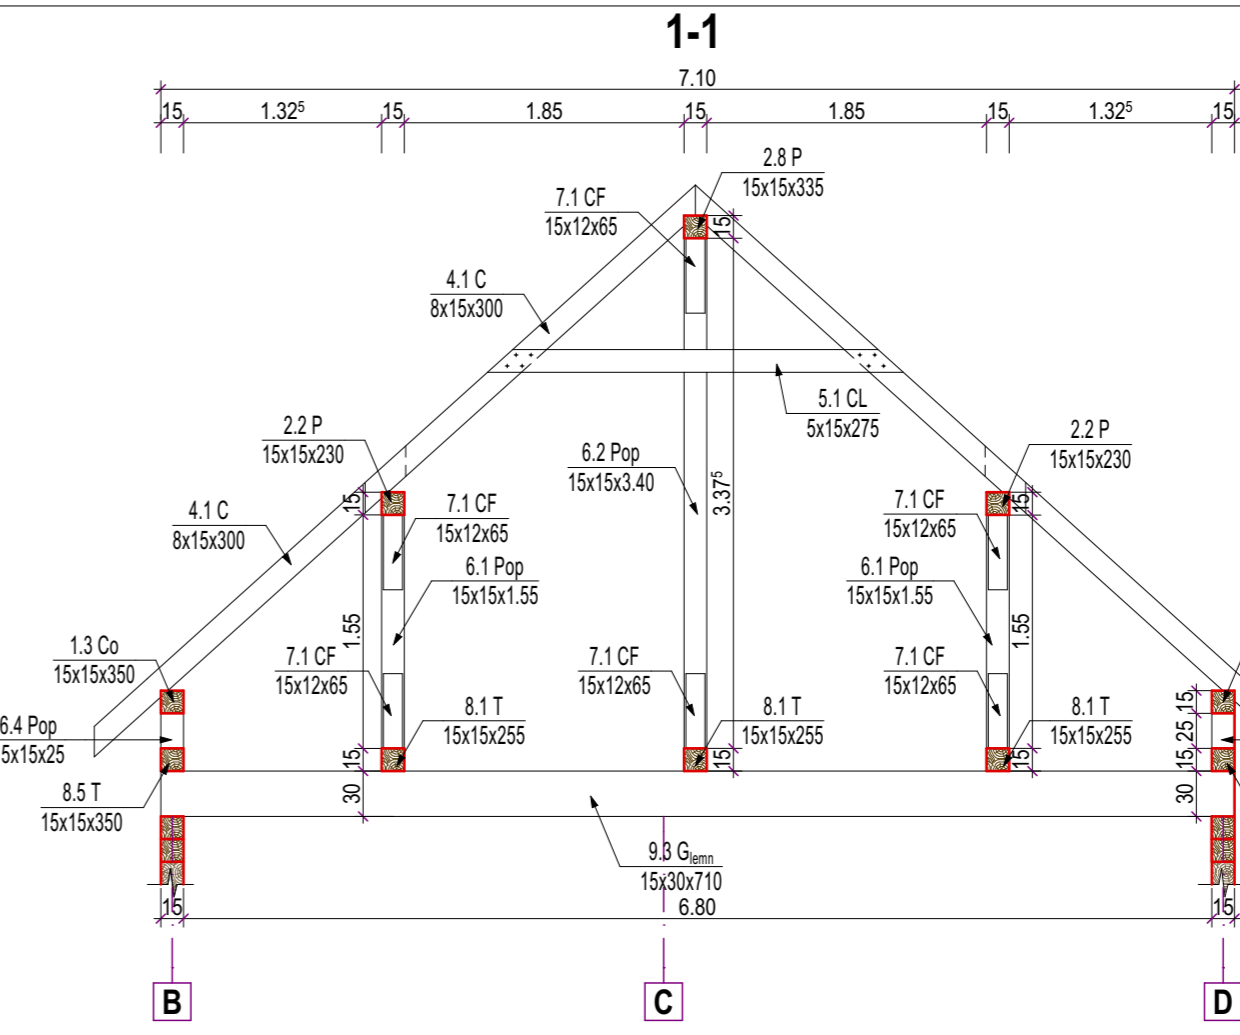 1-1
7.10
15
1.32⁵
15
1.85
15
1.85
15
1.32⁵
15
2.8 P
15x15x335
7.1 CF
15x12x65
15
4.1 C
8x15x300
5.1 CL
5x15x275
2.2 P
15x15x230
6.2 Pop
15x15x3.40
3.37⁵
2.2 P
15x15x230
15
7.1 CF
15x12x65
7.1 CF
15x12x65
15
4.1 C
8x15x300
6.1 Pop
15x15x1.55
6.1 Pop
15x15x1.55
1.55
1.55
1.3 Co
15x15x350
7.1 CF
15x12x65
7.1 CF
15x12x65
7.1 CF
15x12x65
15
6.4 Pop
5x15x25
8.1 T
15x15x255
8.1 T
15x15x255
8.1 T
15x15x255
25
15
15
15
15
8.5 T
15x15x350
30
30
9.3 Glemn
15x30x710
15
6.80
15
B
C
D